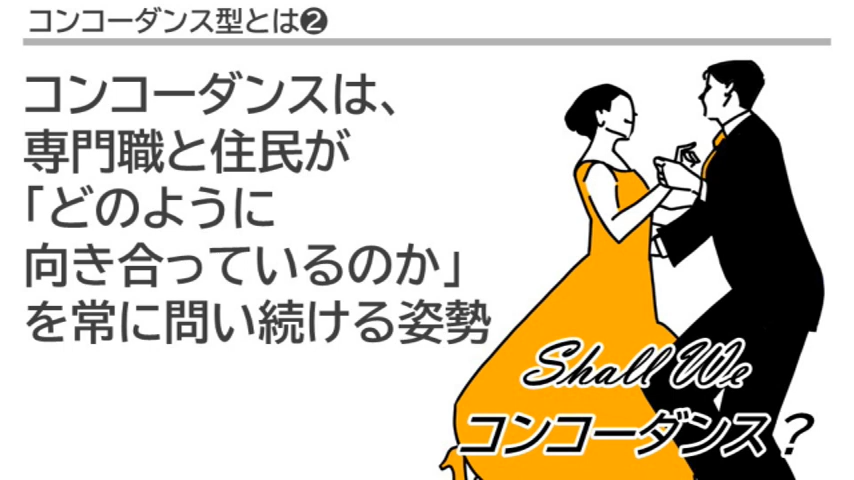 コンコーダンス型とは❷
コンコーダンスは、
専門職と住民が
「どのように
向き合っているのか」
を常に問い続ける姿勢
Shall We
コンコーダンス？